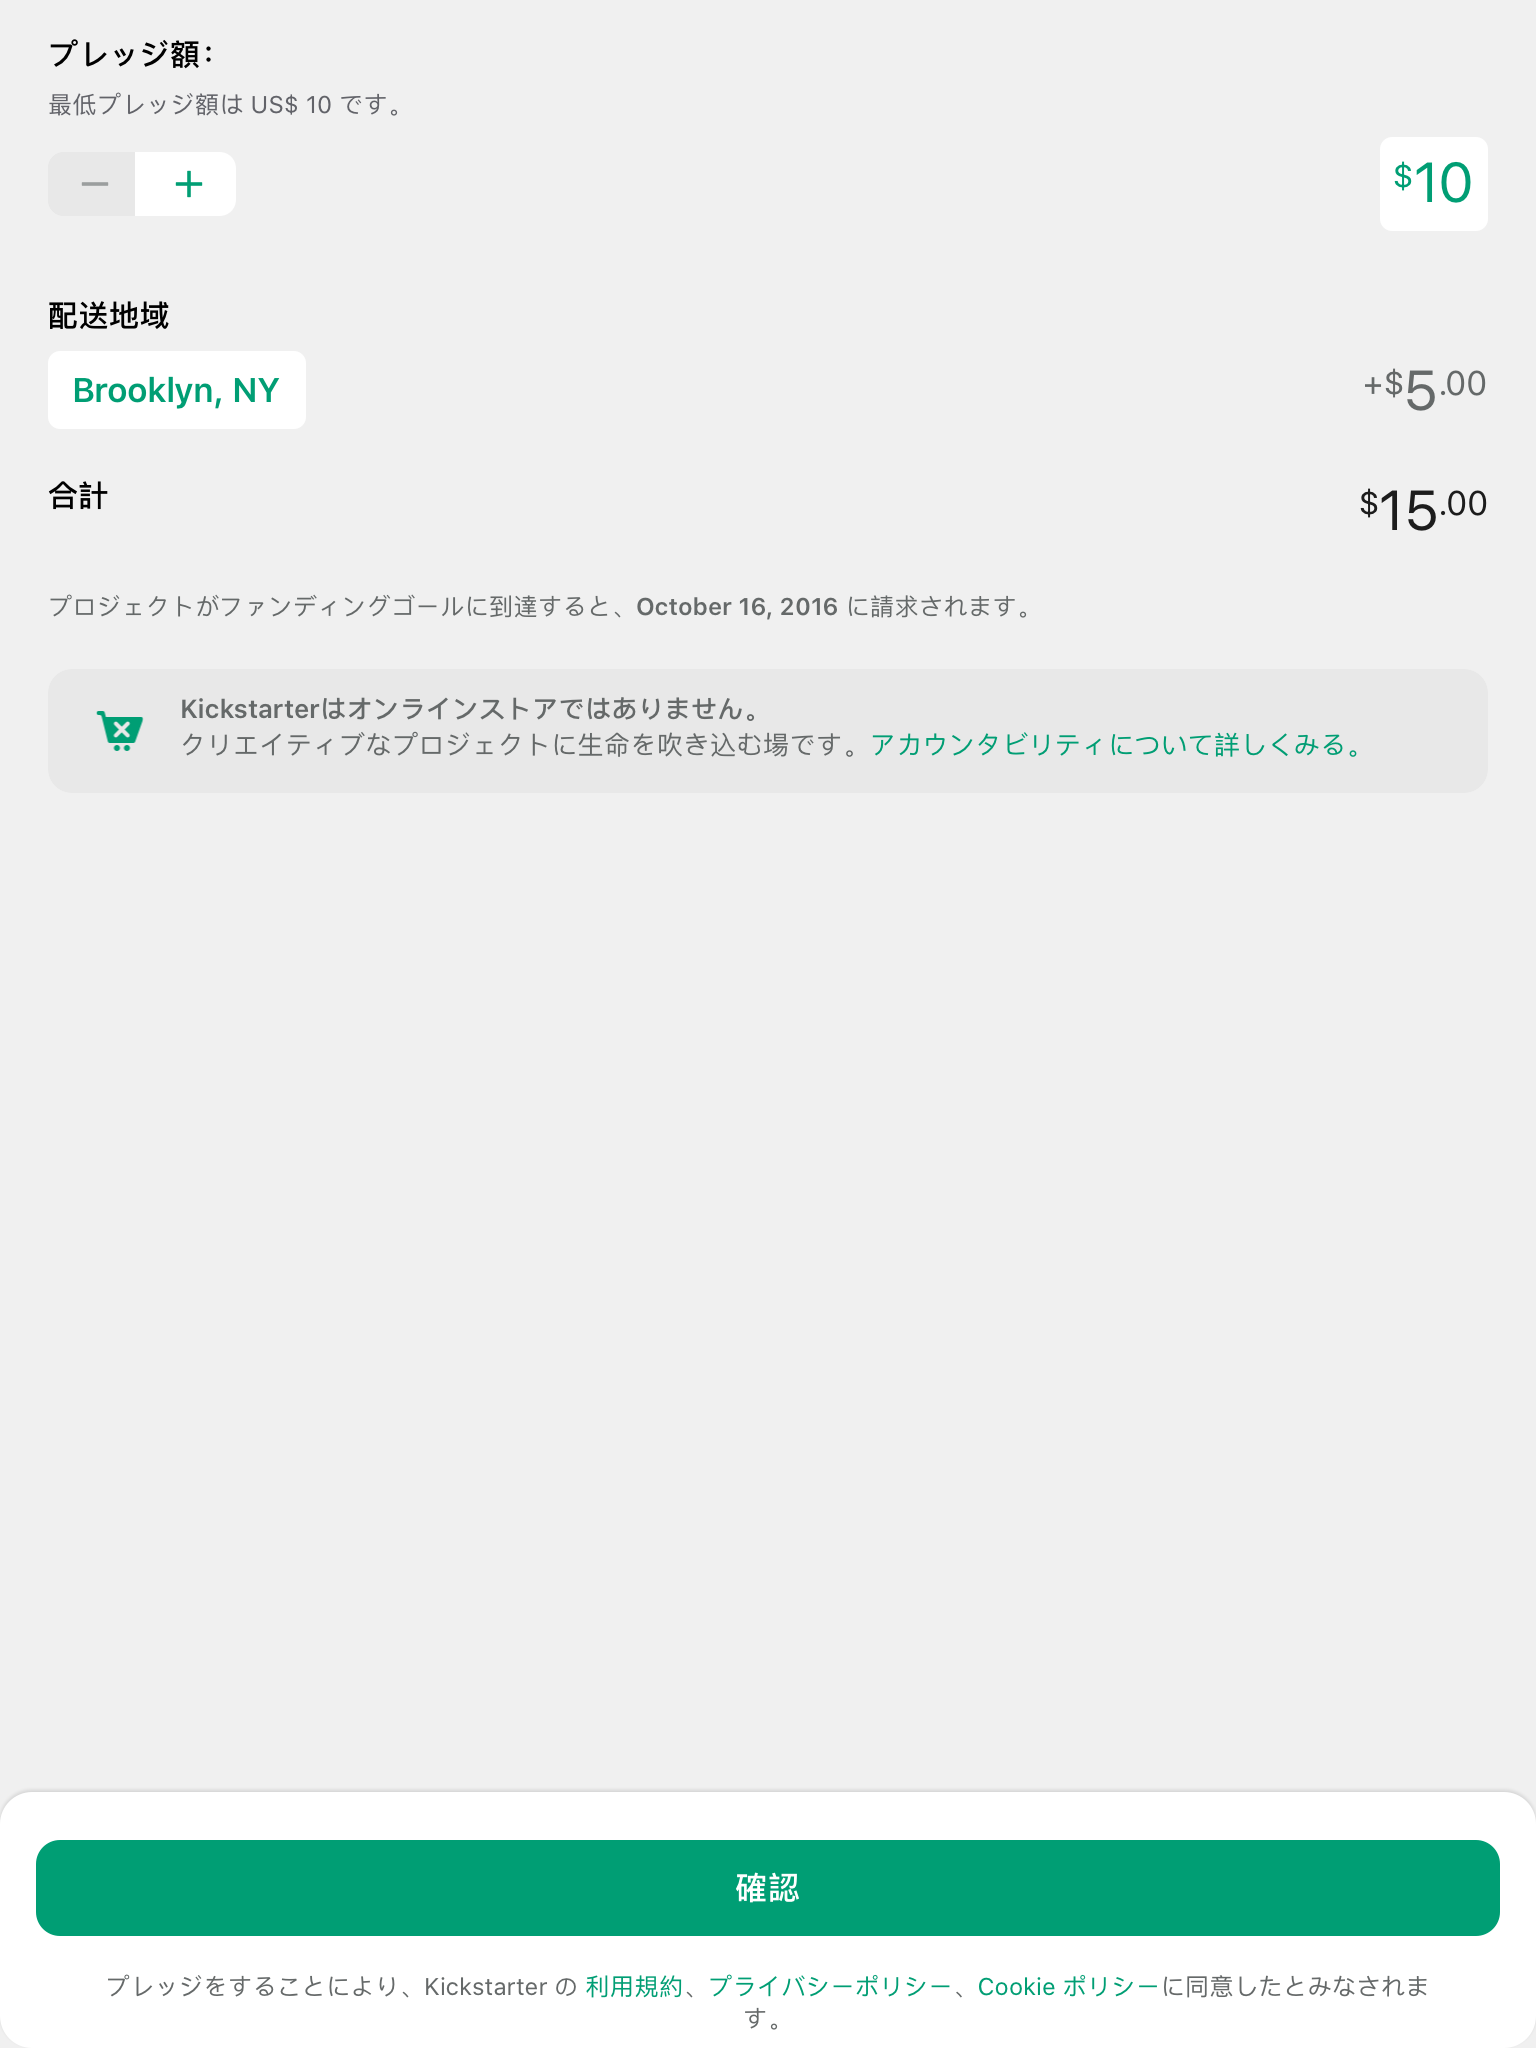 プレッジ額：
最低プレッジ額は US$ 10 です。
− +
$10
配送地域
Brooklyn, NY
+$5.00
合計
$15.00
プロジェクトがファンディングゴールに到達すると、October 16, 2016 に請求されます。
Kickstarterはオンラインストアではありません。
クリエイティブなプロジェクトに生命を吹き込む場です。アカウンタビリティについて詳しくみる。
確認
プレッジをすることにより、Kickstarter の 利用規約、プライバシーポリシー、Cookie ポリシーに同意したとみなされま
す。